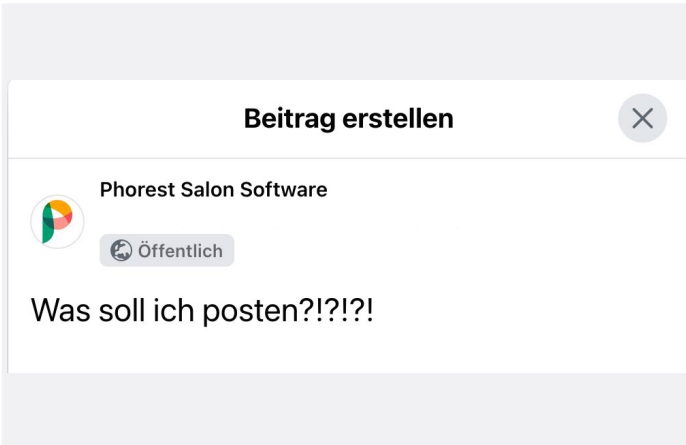 Beitrag erstellen
Phorest Salon Software
Öffentlich
Was soll ich posten?!?!?!